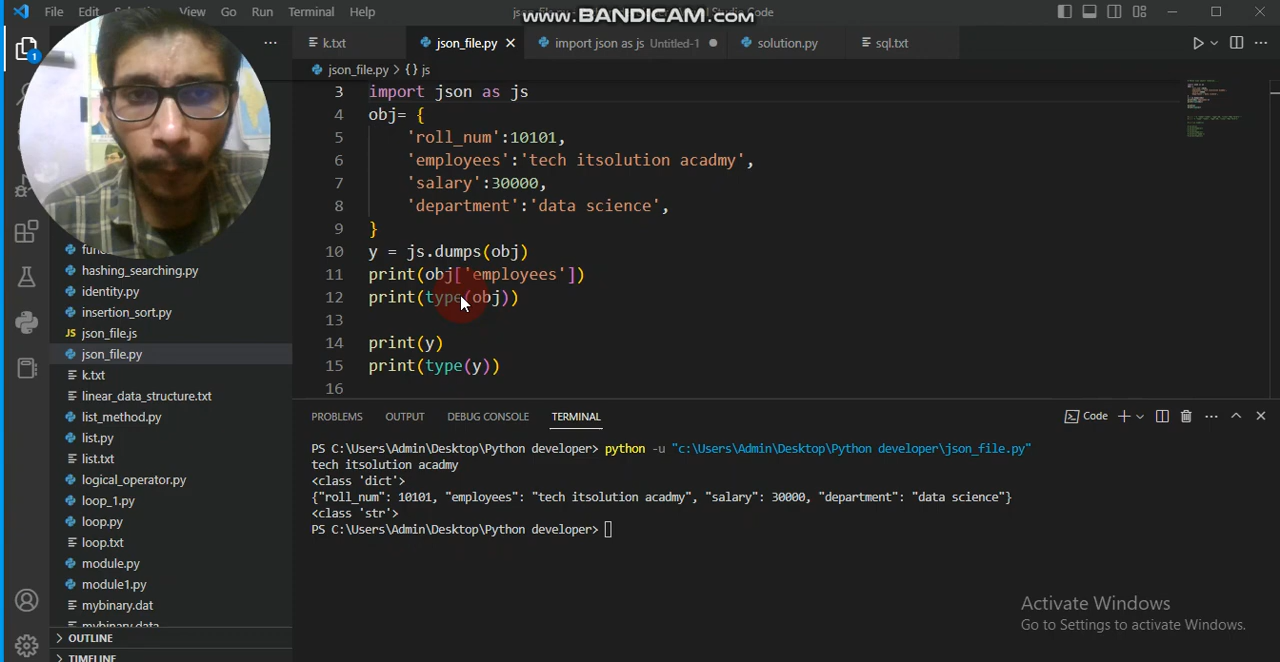 www.BANDICAM.com
File Edit View Go Run Terminal Help
k.txt json_file.py import json as js Untitled-1 solution.py sql.txt
json_file.py > {} js
1
3 import json as js
4 obj= {
5 'roll_num':10101,
6 'employees':'tech itsolution acadmy',
7 'salary':30000,
8 'department':'data science',
9 }
10 y = js.dumps(obj)
11 print(obj['employees'])
12 print(type(obj))
13
14 print(y)
15 print(type(y))
16
hashing_searching.py
identity.py
insertion_sort.py
JS json_file.js
json_file.py
k.txt
linear_data_structure.txt
list_method.py
list.py
list.txt
logical_operator.py
loop_1.py
loop.py
loop.txt
module.py
module1.py
mybinary.dat
mybinary.data
OUTLINE
TIMELINE
PROBLEMS OUTPUT DEBUG CONSOLE TERMINAL Code
PS C:\Users\Admin\Desktop\Python developer> python -u "c:\Users\Admin\Desktop\Python developer\json_file.py"
tech itsolution acadmy
<class 'dict'>
{"roll_num": 10101, "employees": "tech itsolution acadmy", "salary": 30000, "department": "data science"}
<class 'str'>
PS C:\Users\Admin\Desktop\Python developer>
Activate Windows
Go to Settings to activate Windows.